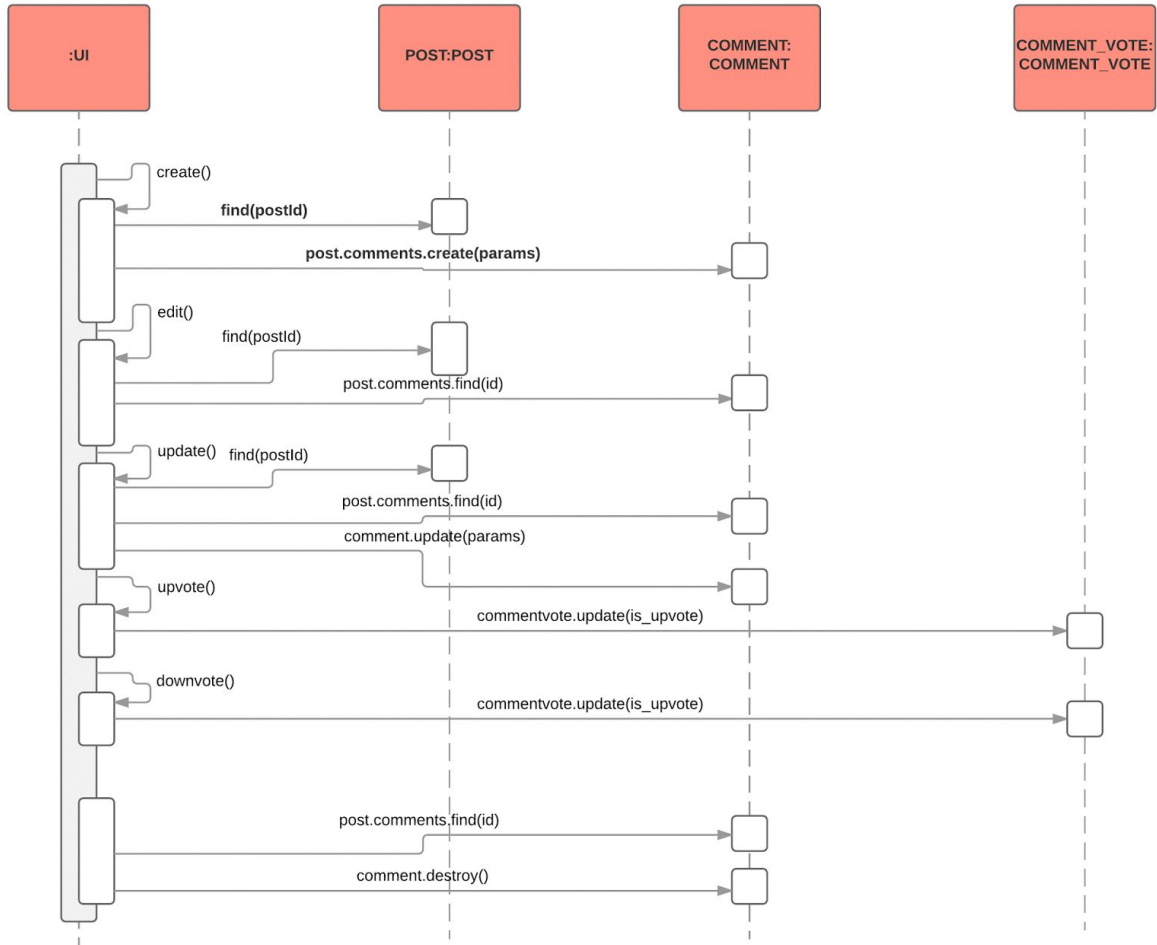 :UI
POST:POST
COMMENT:
COMMENT
COMMENT_VOTE:
COMMENT_VOTE
create()
find(postId)
post.comments.create(params)
edit()
find(postId)
post.comments.find(id)
update()
find(postId)
post.comments.find(id)
comment.update(params)
upvote()
commentvote.update(is_upvote)
downvote()
commentvote.update(is_upvote)
post.comments.find(id)
comment.destroy()